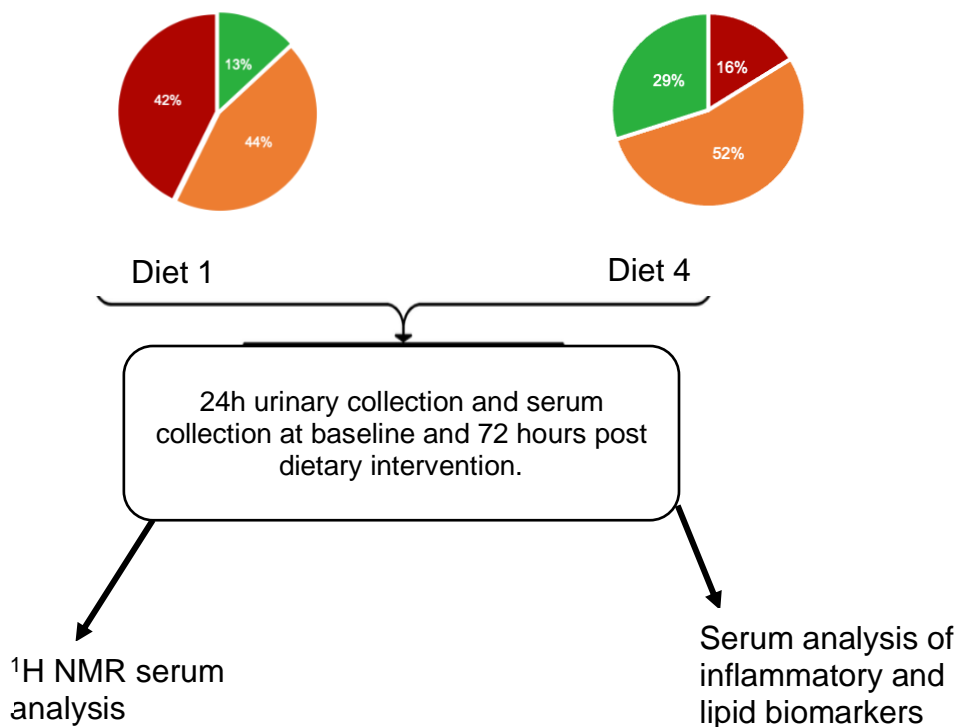 13%
42%
44%
29%
16%
52%
Diet 1
Diet 4
24h urinary collection and serum
collection at baseline and 72 hours post
dietary intervention.
¹H NMR serum
analysis
Serum analysis of
inflammatory and
lipid biomarkers